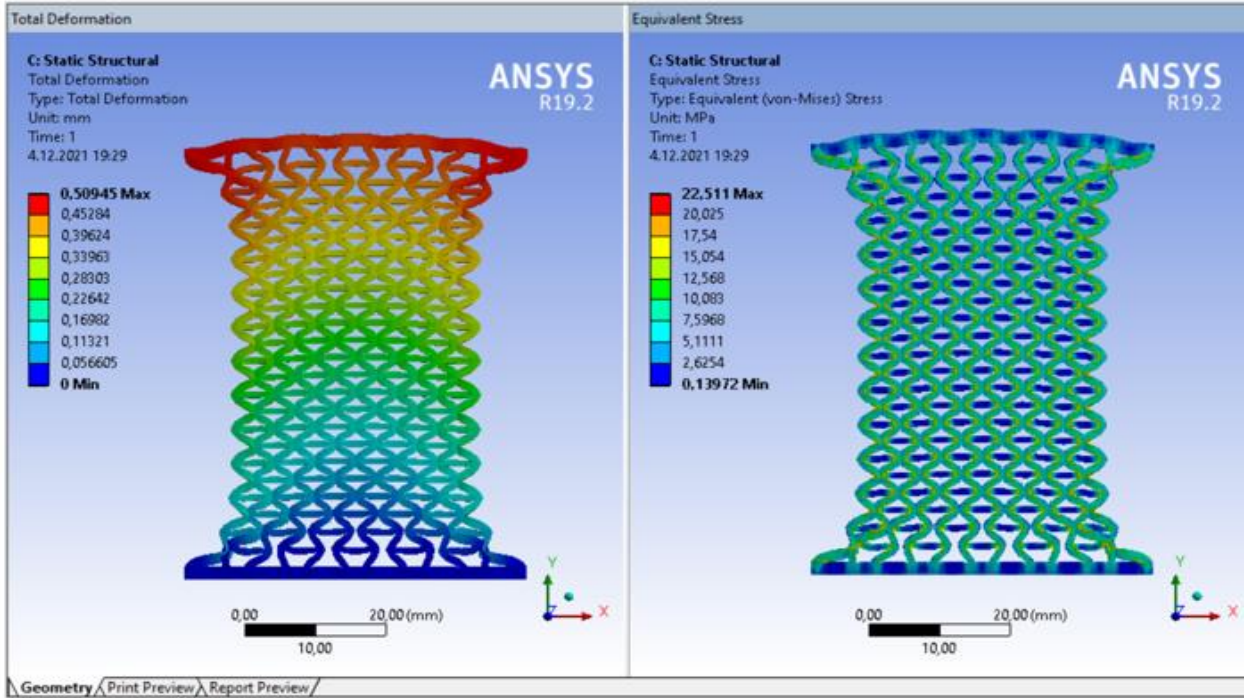 Total Deformation
C: Static Structural
Total Deformation
Type: Total Deformation
Unit: mm
Time: 1
4.12.2021 19:29
0,50945 Max
0,45284
0,39624
0,33963
0,28303
0,22642
0,16982
0,11321
0,056605
0 Min
ANSYS
R19.2
0,00
20,00 (mm)
10,00
Y
Z
X
Equivalent Stress
C: Static Structural
Equivalent Stress
Type: Equivalent (von-Mises) Stress
Unit: MPa
Time: 1
4.12.2021 19:29
22,511 Max
20,025
17,54
15,054
12,568
10,083
7,5968
5,1111
2,6254
0,13972 Min
ANSYS
R19.2
0,00
20,00 (mm)
10,00
Y
Z
X
Geometry Print Preview Report Preview